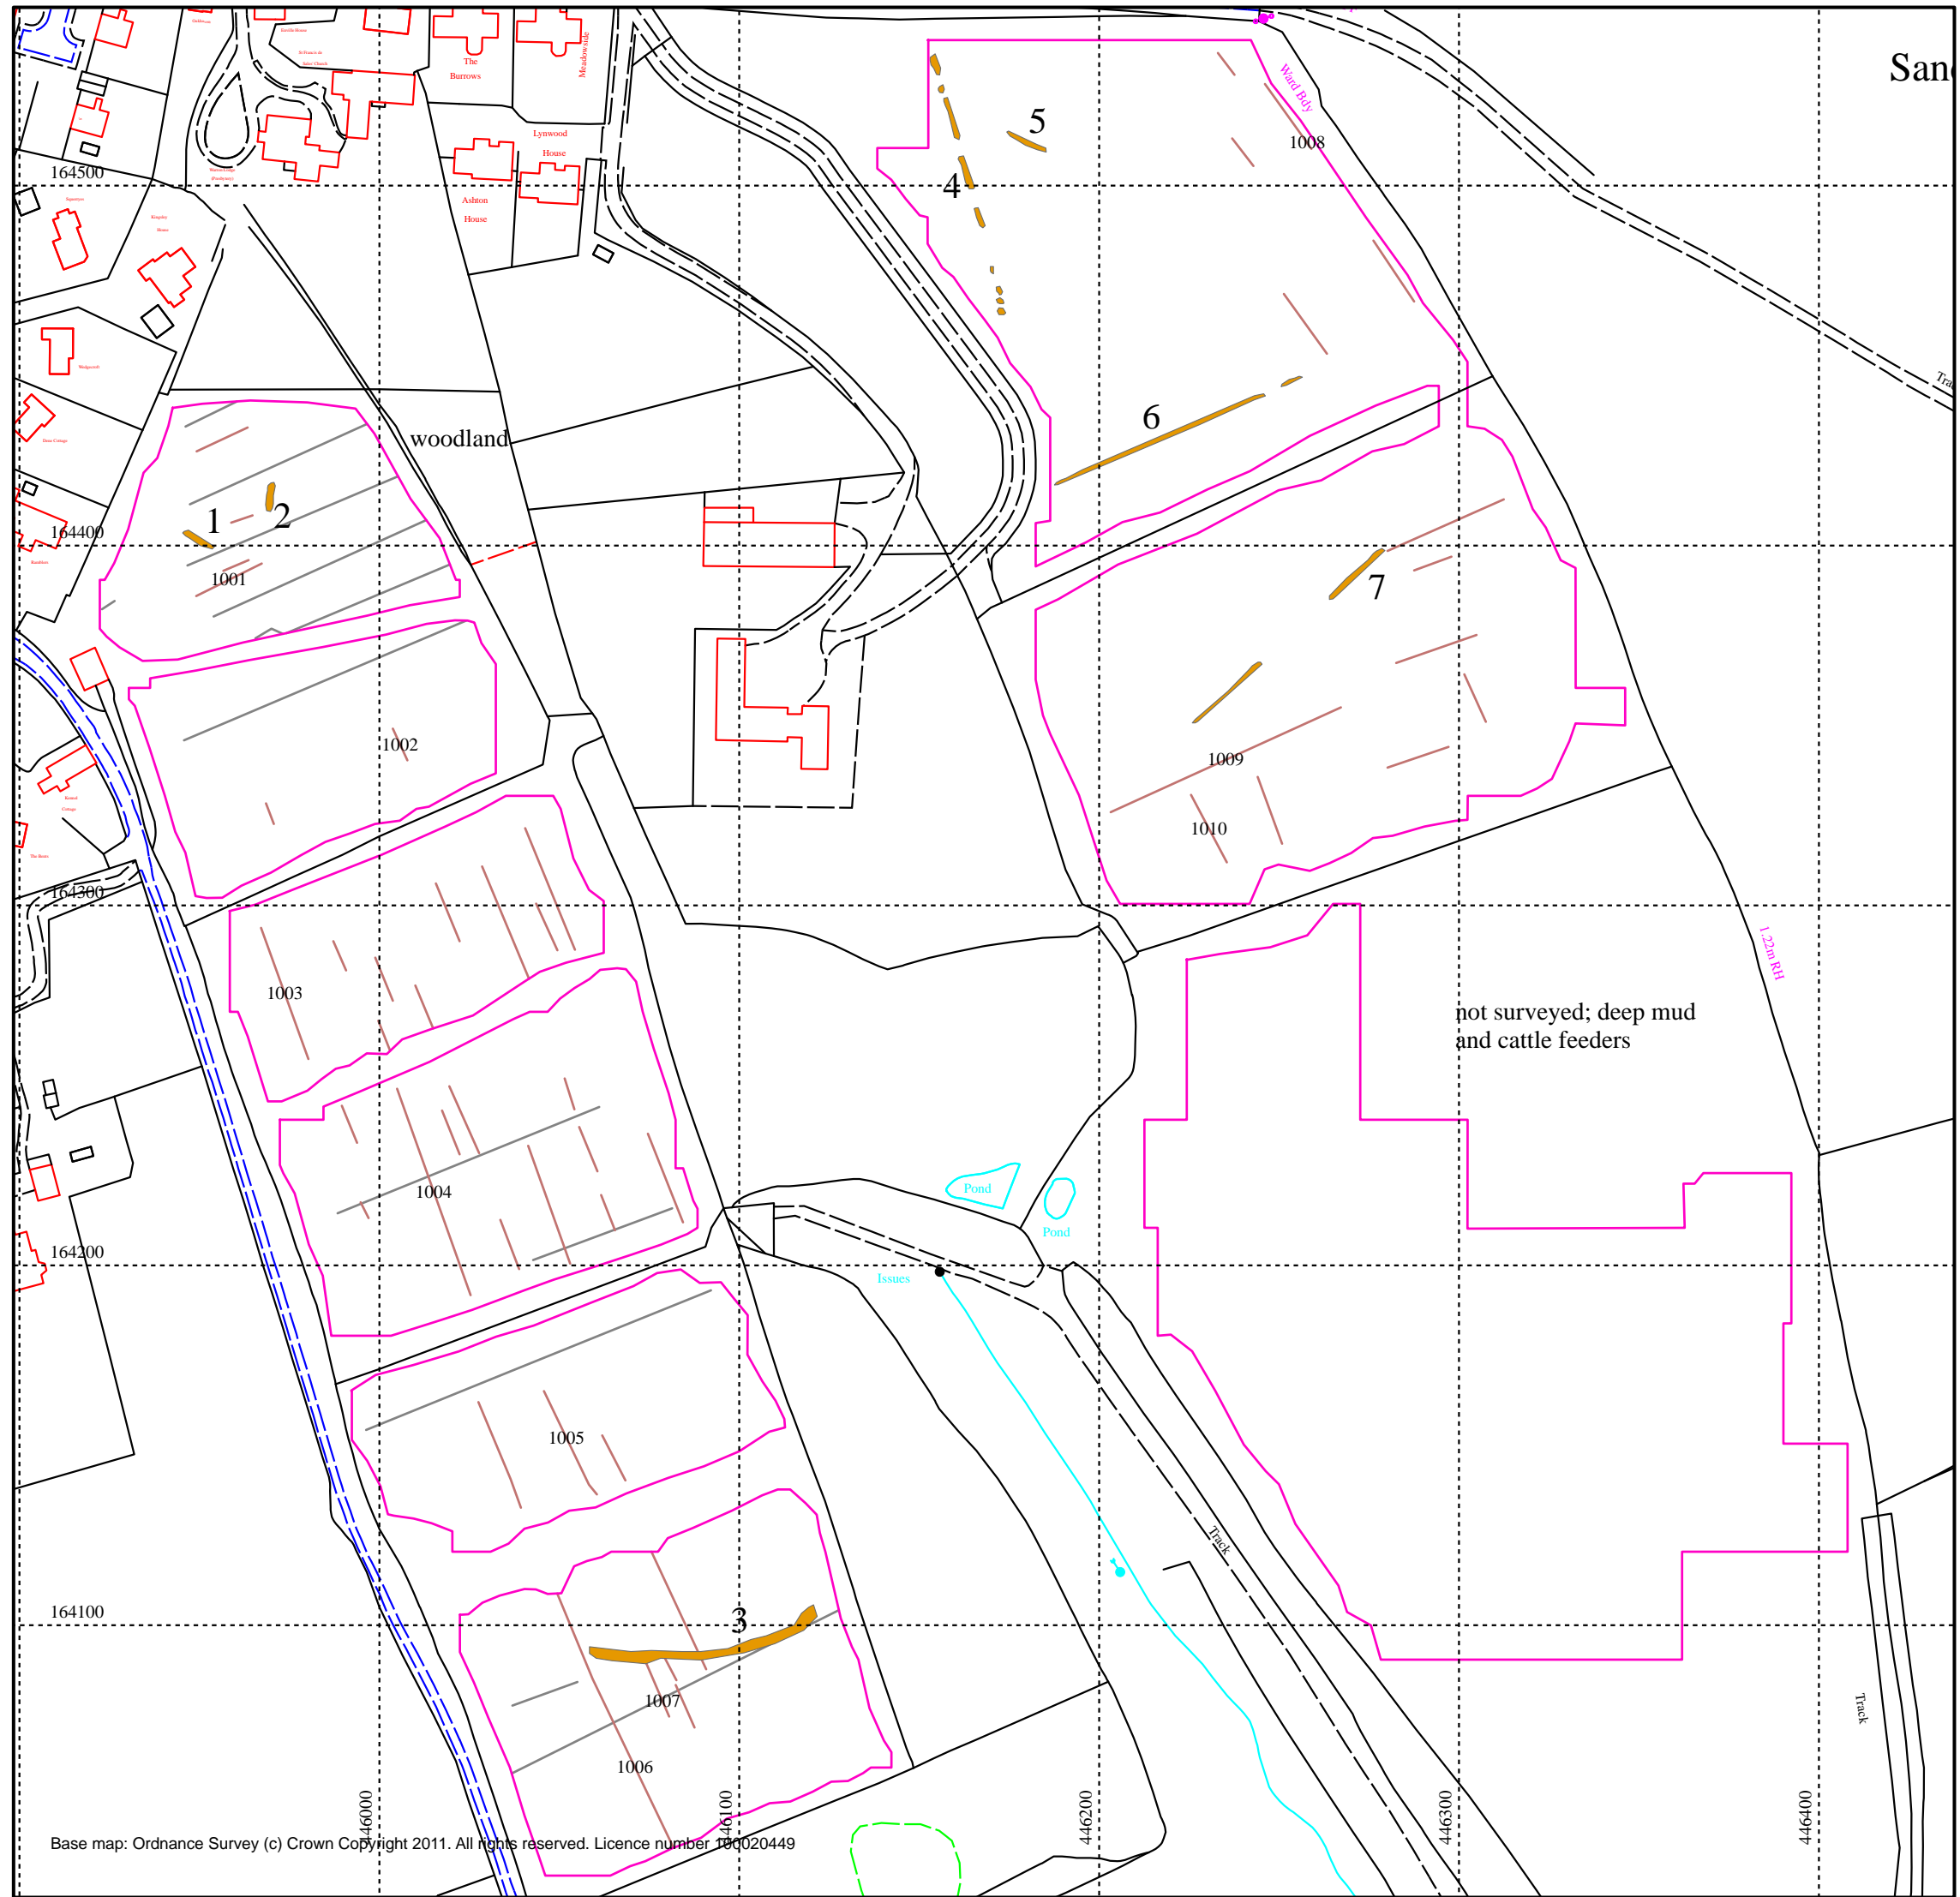 San
The
Burrows
Meadowside
Lynwood
House
Ashton
House
Ward Bdy
5
1008
164500
4
Track
6
woodland
1
2
164400
1001
7
1002
1009
1010
164300
1.22m RH
1003
not surveyed; deep mud
and cattle feeders
Pond
1004
Pond
164200
Issues
1005
Track
164100
3
1007
Track
1006
446000
446100
446200
446300
446400
Base map: Ordnance Survey (c) Crown Copyright 2011. All rights reserved. Licence number 100020449